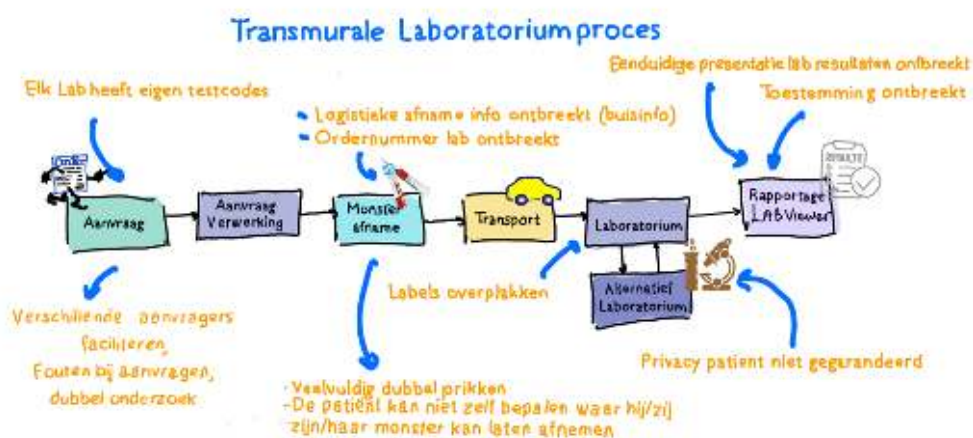 Transmurale Laboratoriumproces
Eenduidige presentatie lab resultaten ontbreekt
Toestemming ontbreekt
Elk Lab heeft eigen testcodes
• Logistieke afname info ontbreekt (buisinfo)
• Ordernummer lab ontbreekt
RESULTS
Aanvraag
Aanvraag
Verwerking
Monster
afname
Transport
Laboratorium
Rapportage
LAB Viewer
Alternatief
Laboratorium
Labels overplakken
Verschillende aanvragers
faciliteren,
Fouten bij aanvragen,
dubbel onderzoek
Privacy patient niet gegarandeerd
- Veelvuldig dubbel prikken
- De patiënt kan niet zelf bepalen waar hij/zij
zijn/haar monster kan laten afnemen